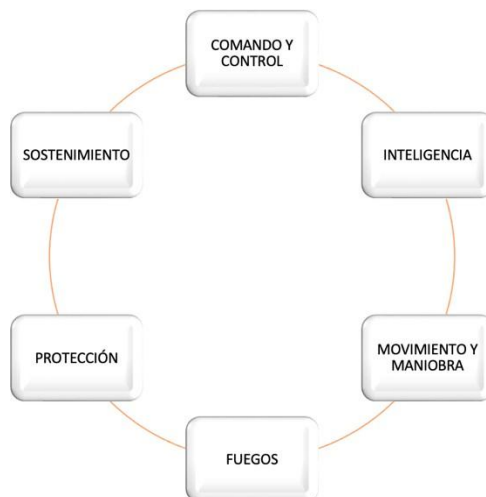 COMANDO Y
CONTROL
INTELIGENCIA
MOVIMIENTO Y
MANIOBRA
FUEGOS
PROTECCIÓN
SOSTENIMIENTO